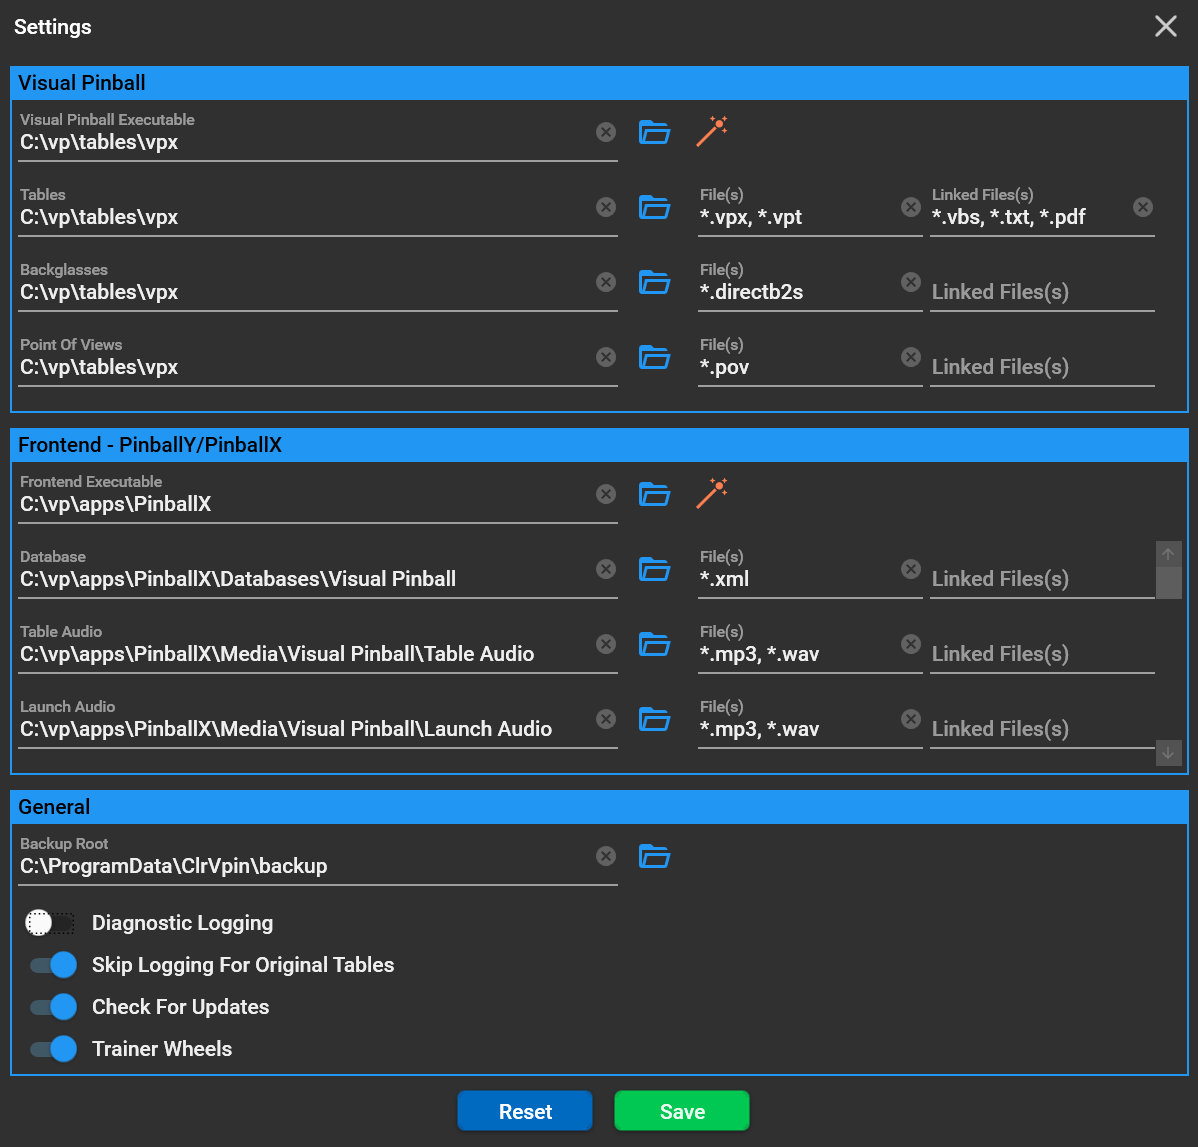 Settings
Visual Pinball
Visual Pinball Executable
C:\vp\tables\vpx
Tables
C:\vp\tables\vpx
File(s)
*.vpx, *.vpt
Linked Files(s)
*.vbs, *.txt, *.pdf
Backglasses
C:\vp\tables\vpx
File(s)
*.directb2s
Linked Files(s)
Point Of Views
C:\vp\tables\vpx
File(s)
*.pov
Linked Files(s)
Frontend - PinballY/PinballX
Frontend Executable
C:\vp\apps\PinballX
Database
C:\vp\apps\PinballX\Databases\Visual Pinball
File(s)
*.xml
Linked Files(s)
Table Audio
C:\vp\apps\PinballX\Media\Visual Pinball\Table Audio
File(s)
*.mp3, *.wav
Linked Files(s)
Launch Audio
C:\vp\apps\PinballX\Media\Visual Pinball\Launch Audio
File(s)
*.mp3, *.wav
Linked Files(s)
General
Backup Root
C:\ProgramData\ClrVpin\backup
Diagnostic Logging
Skip Logging For Original Tables
Check For Updates
Trainer Wheels
Reset
Save